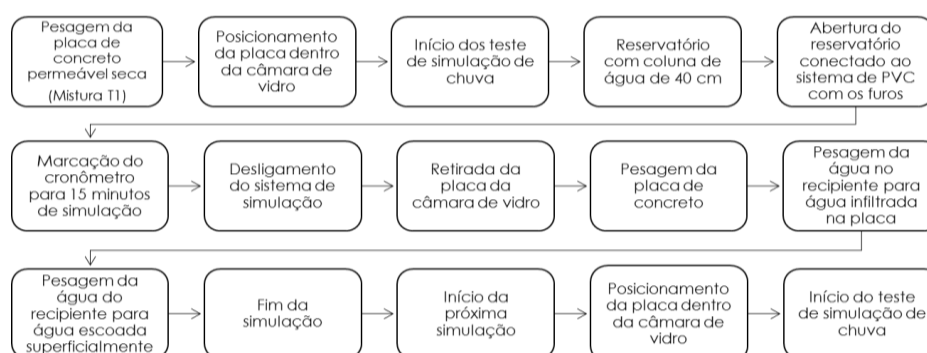 Pesagem da
placa de
concreto
permeável seca
(Mistura T1)
Posicionamento
da placa dentro
da câmara de
vidro
Início dos teste
de simulação de
chuva
Reservatório
com coluna de
água de 40 cm
Abertura do
reservatório
conectado ao
sistema de PVC
com os furos
Marcação do
cronômetro
para 15 minutos
de simulação
Desligamento
do sistema de
simulação
Retirada da
placa da
câmara de vidro
Pesagem da
placa de
concreto
Pesagem da
água no
recipiente para
água infiltrada
na placa
Pesagem da
água do
recipiente para
água escoada
superficialmente
Fim da
simulação
Início da
próxima
simulação
Posicionamento
da placa dentro
da câmara de
vidro
Início do teste
de simulação de
chuva